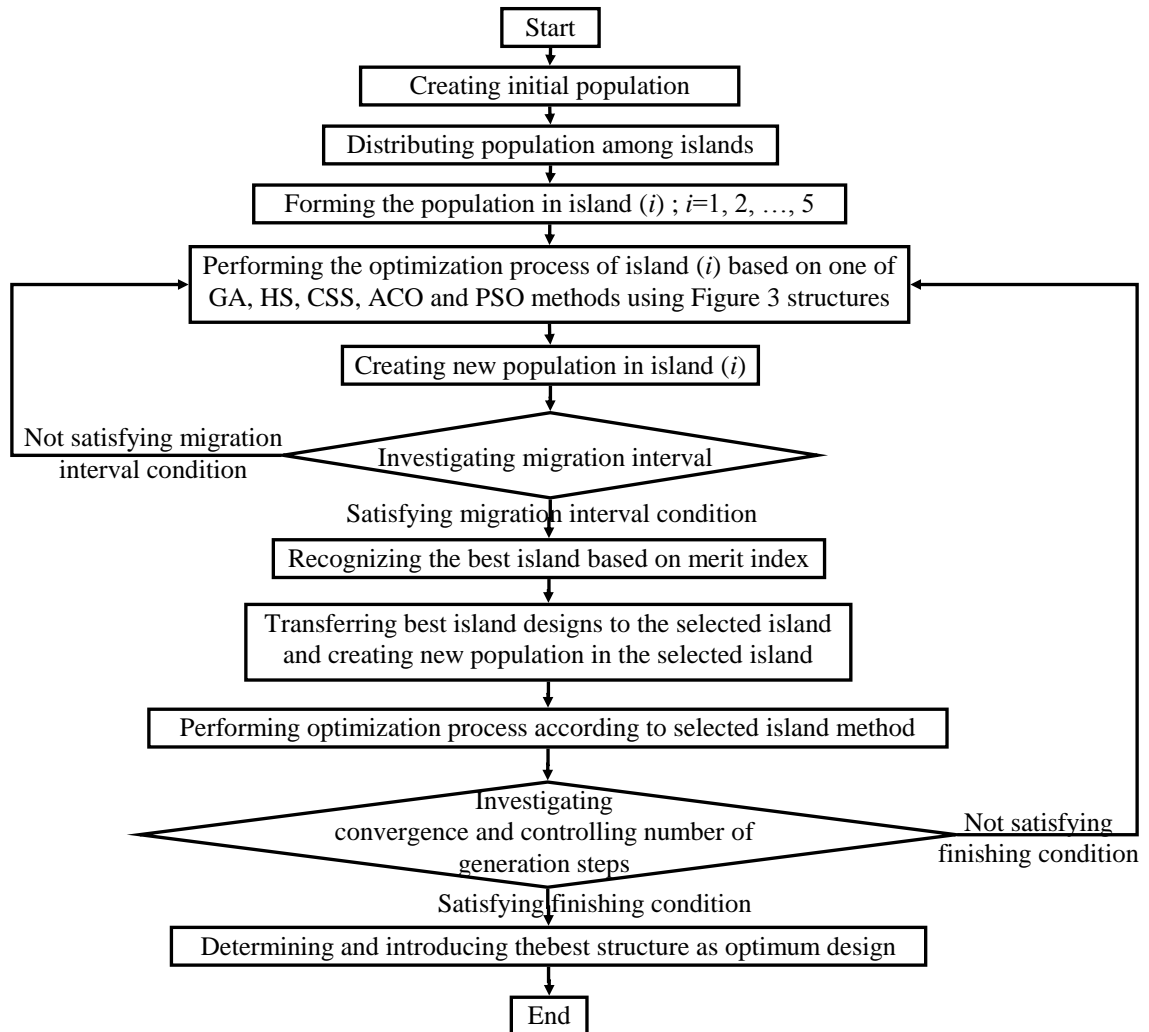 Start
Creating initial population
Distributing population among islands
Forming the population in island (i) ; i=1, 2, …, 5
Performing the optimization process of island (i) based on one of
GA, HS, CSS, ACO and PSO methods using Figure 3 structures
Creating new population in island (i)
Not satisfying migration
interval condition
Investigating migration interval
Satisfying migration interval condition
Recognizing the best island based on merit index
Transferring best island designs to the selected island
and creating new population in the selected island
Performing optimization process according to selected island method
Investigating
convergence and controlling number of
generation steps
Not satisfying
finishing condition
Satisfying finishing condition
Determining and introducing thebest structure as optimum design
End